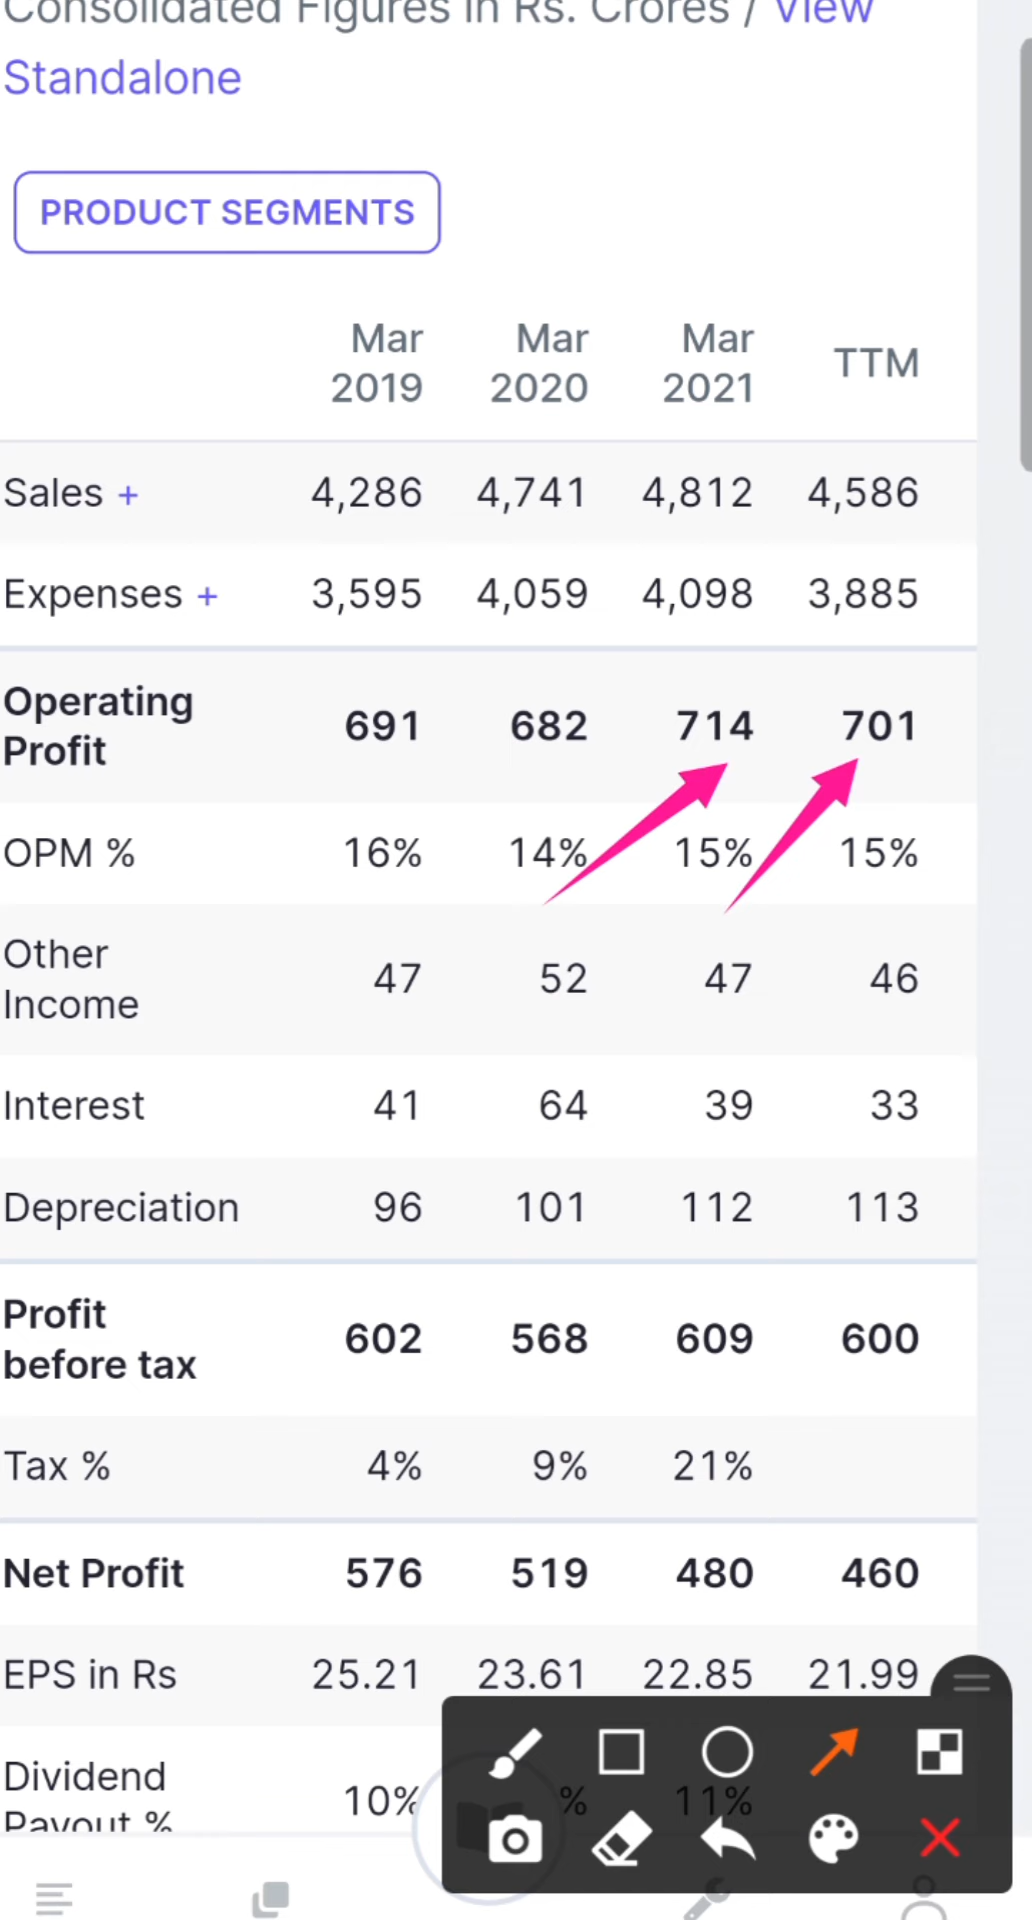 Consolidated Figures in Rs. Crores / View
Standalone
PRODUCT SEGMENTS
Mar 2019 Mar 2020 Mar 2021 TTM
Sales + 4,286 4,741 4,812 4,586
Expenses + 3,595 4,059 4,098 3,885
Operating Profit 691 682 714 701
OPM % 16% 14% 15% 15%
Other Income 47 52 47 46
Interest 41 64 39 33
Depreciation 96 101 112 113
Profit before tax 602 568 609 600
Tax % 4% 9% 21%
Net Profit 576 519 480 460
EPS in Rs 25.21 23.61 22.85 21.99
Dividend Payout % 10% % 11%